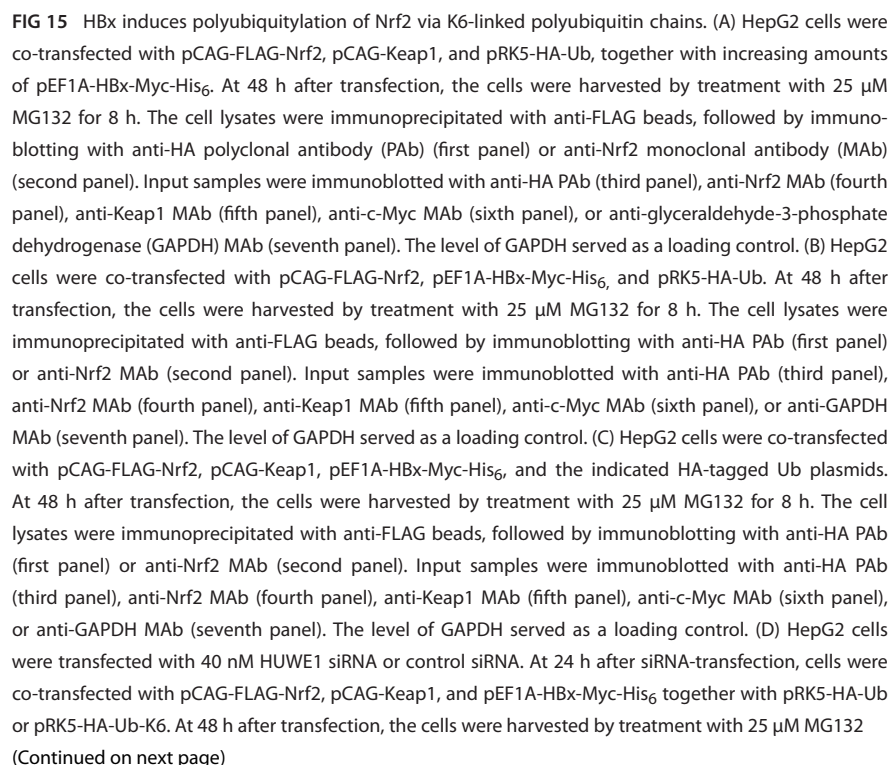 FIG 15 HBx induces polyubiquitylation of Nrf2 via K6-linked polyubiquitin chains. (A) HepG2 cells were
co-transfected with pCAG-FLAG-Nrf2, pCAG-Keap1, and pRK5-HA-Ub, together with increasing amounts
of pEF1A-HBx-Myc-His6. At 48 h after transfection, the cells were harvested by treatment with 25 µM
MG132 for 8 h. The cell lysates were immunoprecipitated with anti-FLAG beads, followed by immuno-
blotting with anti-HA polyclonal antibody (PAb) (first panel) or anti-Nrf2 monoclonal antibody (MAb)
(second panel). Input samples were immunoblotted with anti-HA PAb (third panel), anti-Nrf2 MAb (fourth
panel), anti-Keap1 MAb (fifth panel), anti-c-Myc MAb (sixth panel), or anti-glyceraldehyde-3-phosphate
dehydrogenase (GAPDH) MAb (seventh panel). The level of GAPDH served as a loading control. (B) HepG2
cells were co-transfected with pCAG-FLAG-Nrf2, pEF1A-HBx-Myc-His6, and pRK5-HA-Ub. At 48 h after
transfection, the cells were harvested by treatment with 25 µM MG132 for 8 h. The cell lysates were
immunoprecipitated with anti-FLAG beads, followed by immunoblotting with anti-HA PAb (first panel)
or anti-Nrf2 MAb (second panel). Input samples were immunoblotted with anti-HA PAb (third panel),
anti-Nrf2 MAb (fourth panel), anti-Keap1 MAb (fifth panel), anti-c-Myc MAb (sixth panel), or anti-GAPDH
MAb (seventh panel). The level of GAPDH served as a loading control. (C) HepG2 cells were co-transfected
with pCAG-FLAG-Nrf2, pCAG-Keap1, pEF1A-HBx-Myc-His6, and the indicated HA-tagged Ub plasmids.
At 48 h after transfection, the cells were harvested by treatment with 25 µM MG132 for 8 h. The cell
lysates were immunoprecipitated with anti-FLAG beads, followed by immunoblotting with anti-HA PAb
(first panel) or anti-Nrf2 MAb (second panel). Input samples were immunoblotted with anti-HA PAb
(third panel), anti-Nrf2 MAb (fourth panel), anti-Keap1 MAb (fifth panel), anti-c-Myc MAb (sixth panel),
or anti-GAPDH MAb (seventh panel). The level of GAPDH served as a loading control. (D) HepG2 cells
were transfected with 40 nM HUWE1 siRNA or control siRNA. At 24 h after siRNA-transfection, cells were
co-transfected with pCAG-FLAG-Nrf2, pCAG-Keap1, and pEF1A-HBx-Myc-His6 together with pRK5-HA-Ub
or pRK5-HA-Ub-K6. At 48 h after transfection, the cells were harvested by treatment with 25 µM MG132
(Continued on next page)